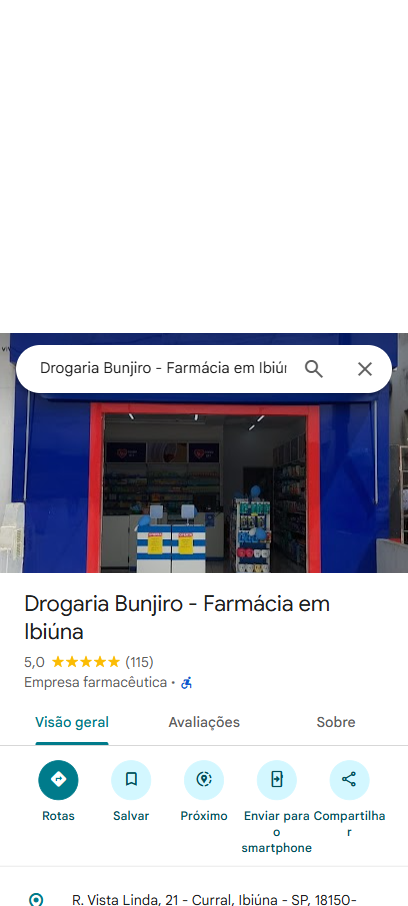 Drogaria Bunjiro - Farmácia em Ibiú
Drogaria Bunjiro - Farmácia em
Ibiúna
5,0 ★★★★★ (115)
Empresa farmacêutica ·
Visão geral Avaliações Sobre
Rotas Salvar Próximo Enviar para o smartphone Compartilhar
R. Vista Linda, 21 - Curral, Ibiúna - SP, 18150-